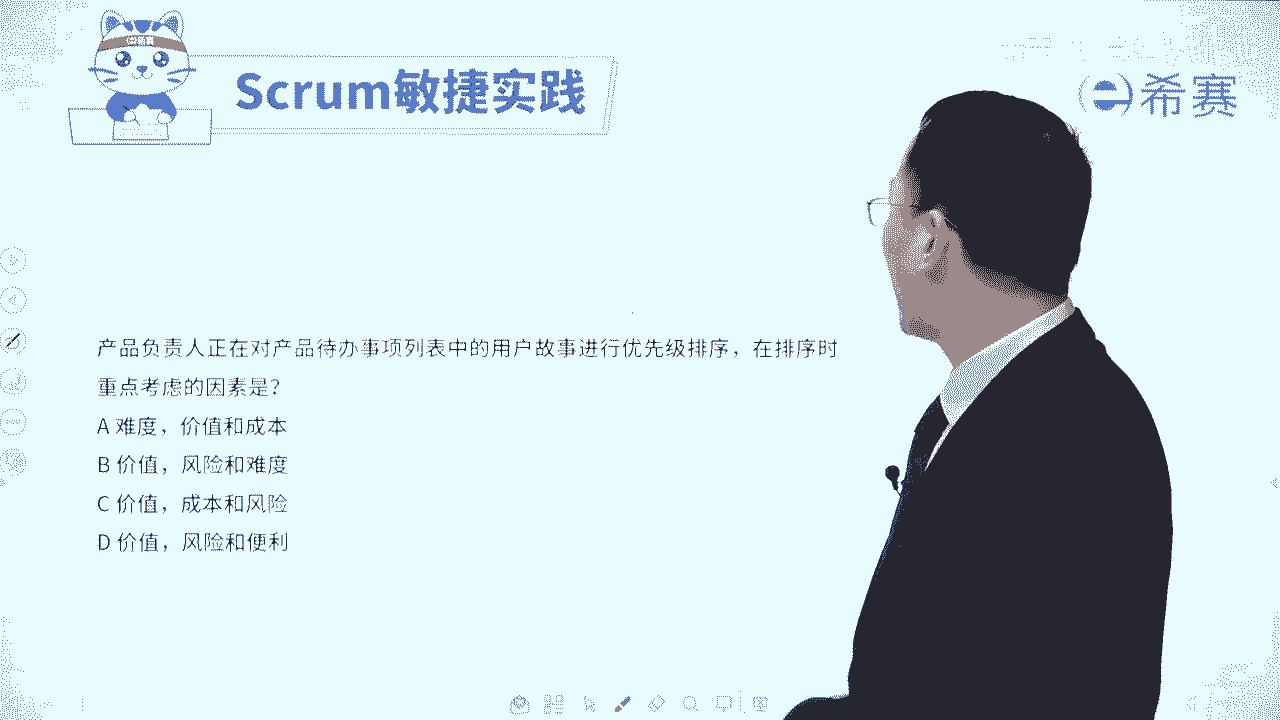 Scrum敏捷实践
希赛
产品负责人正在对产品待办事项列表中的用户故事进行优先级排序，在排序时
重点考虑的因素是？
A 难度，价值和成本
B 价值，风险和难度
C 价值，成本和风险
D 价值，风险和便利